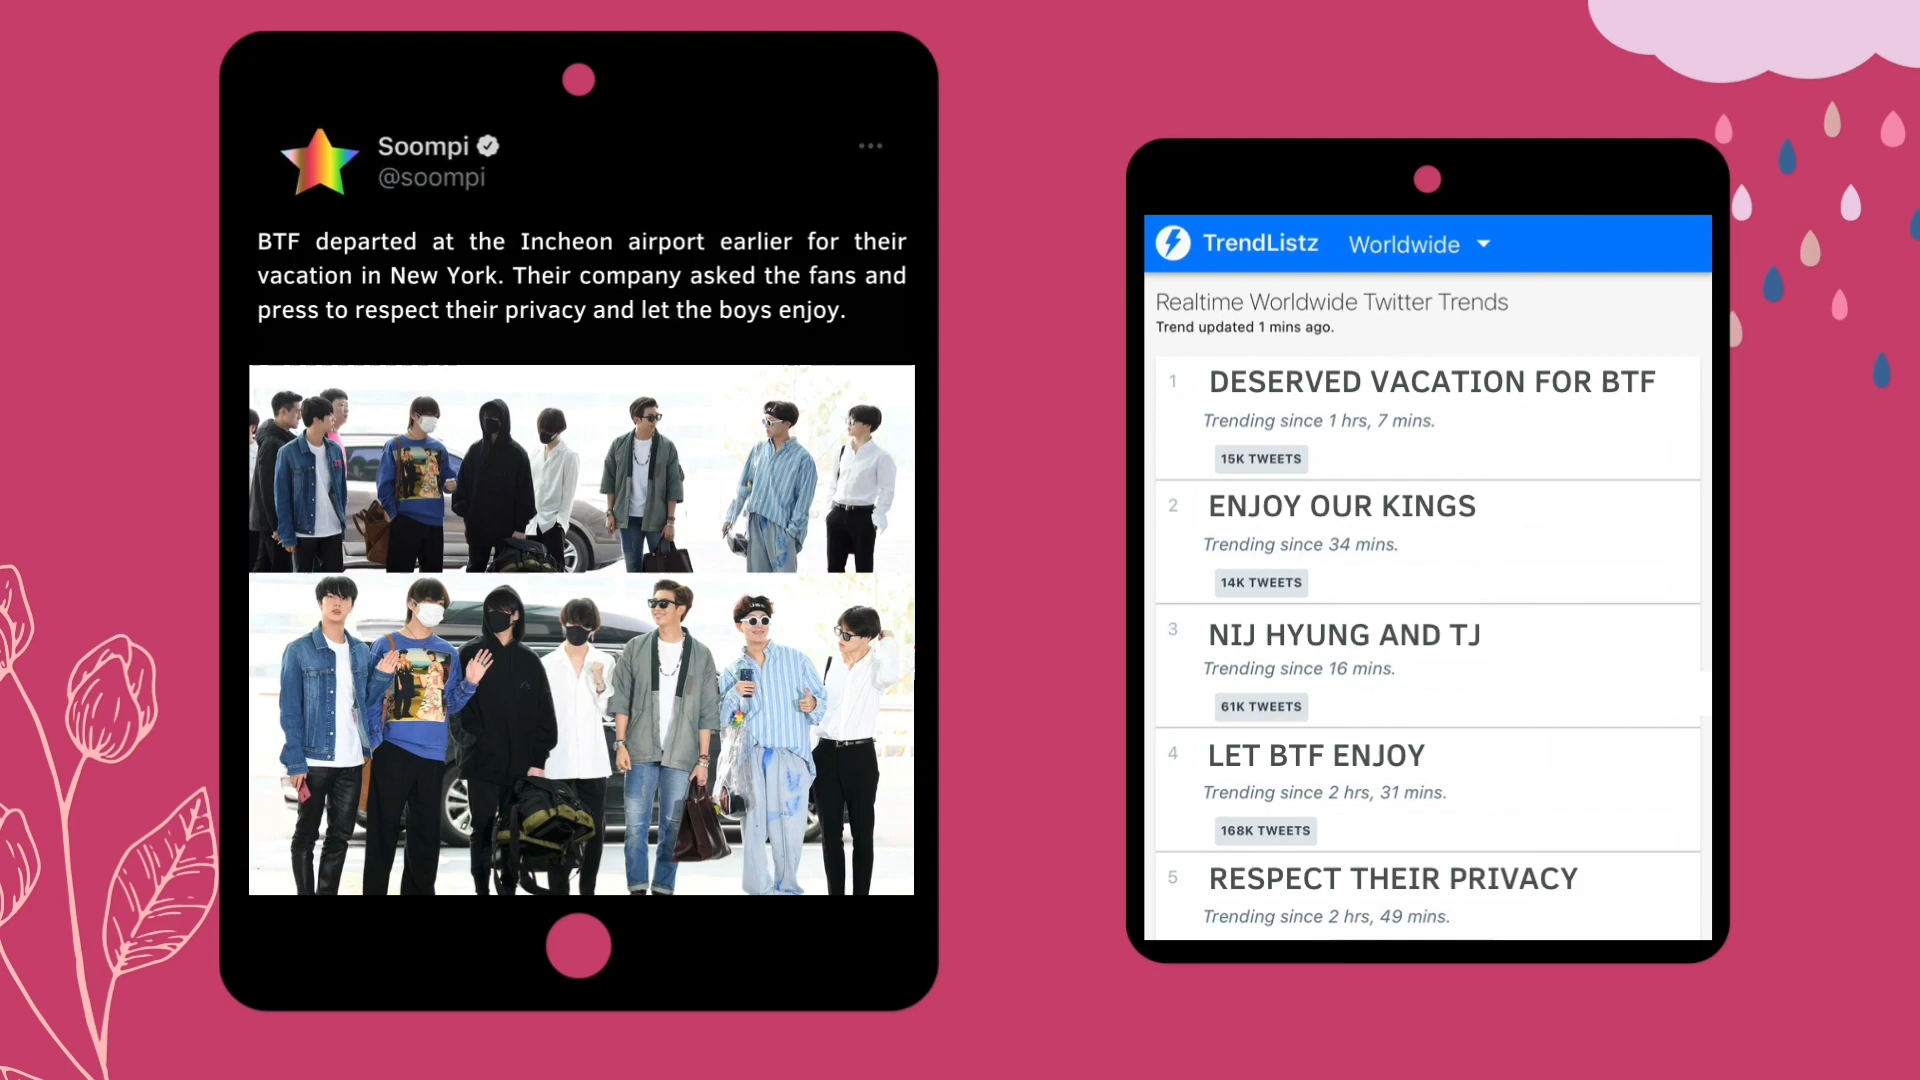 Soompi
@soompi
BTF departed at the Incheon airport earlier for their
vacation in New York. Their company asked the fans and
press to respect their privacy and let the boys enjoy.
TrendListz Worldwide
Realtime Worldwide Twitter Trends
Trend updated 1 mins ago.
1 DESERVED VACATION FOR BTF
Trending since 1 hrs, 7 mins.
15K TWEETS
2 ENJOY OUR KINGS
Trending since 34 mins.
14K TWEETS
3 NIJ HYUNG AND TJ
Trending since 16 mins.
61K TWEETS
4 LET BTF ENJOY
Trending since 2 hrs, 31 mins.
168K TWEETS
5 RESPECT THEIR PRIVACY
Trending since 2 hrs, 49 mins.